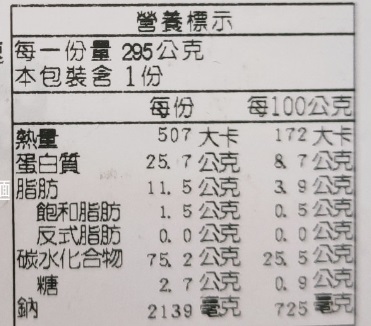 營養標示
每一份量 295公克
本包裝含 1份
每份 每100公克
熱量 507 大卡 172 大卡
蛋白質 25.7 公克 8.7 公克
脂肪 11.5 公克 3.9 公克
飽和脂肪 1.5 公克 0.5 公克
反式脂肪 0.0 公克 0.0 公克
碳水化合物 75.2 公克 25.5 公克
糖 2.7 公克 0.9 公克
鈉 2139 毫克 725 毫克